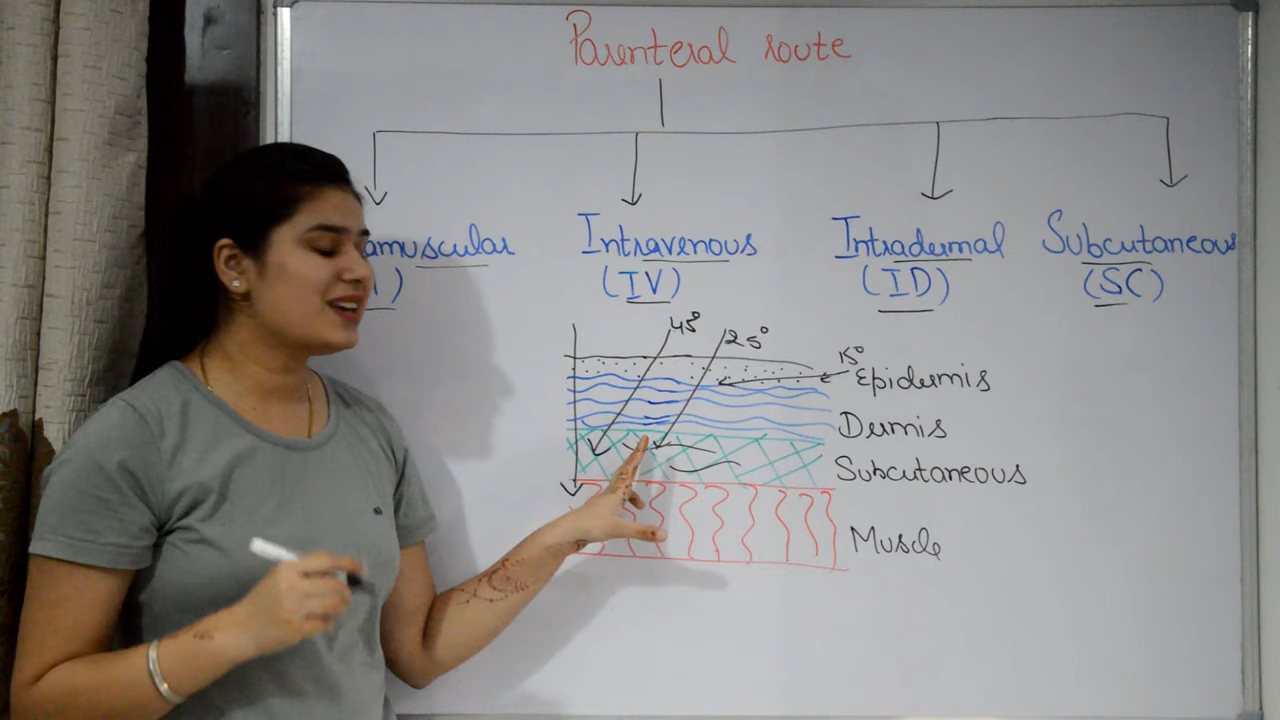 Parenteral route
amuscular
)
Intravenous
(IV)
Intradermal
(ID)
Subcutaneous
(SC)
45°
25°
15°
Epidermis
Dermis
Subcutaneous
Muscle